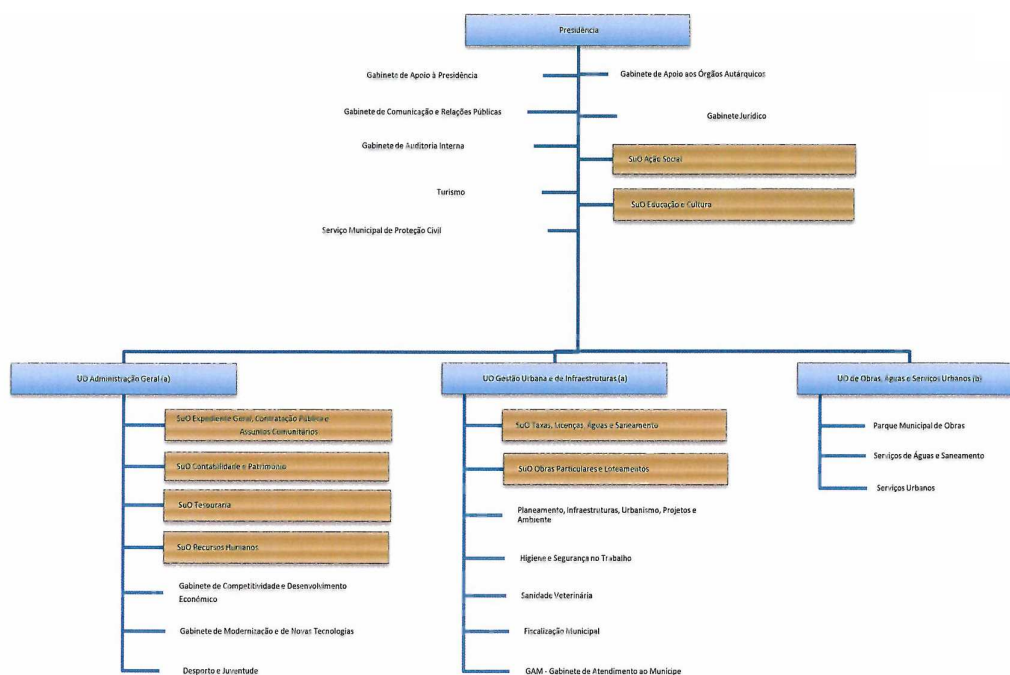 Presidência
Gabinete de Apoio à Presidência
Gabinete de Apoio aos Órgãos Autárquicos
Gabinete de Comunicação e Relações Públicas
Gabinete Jurídico
Gabinete de Auditoria Interna
SuO Ação Social
Turismo
SuO Educação e Cultura
Serviço Municipal de Proteção Civil
UO Administração Geral (a)
SuO Expediente Geral, Contratação Pública e
Assuntos Comunitários
SuO Contabilidade e Património
SuO Tesouraria
SuO Recursos Humanos
Gabinete de Competitividade e Desenvolvimento
Económico
Gabinete de Modernização e de Novas Tecnologias
Desporto e Juventude
UO Gestão Urbana e de Infraestruturas (a)
SuO Taxas, Licenças, Águas e Saneamento
SuO Obras Particulares e Loteamentos
Planeamento, Infraestruturas, Urbanismo, Projetos e
Ambiente
Higiene e Segurança no Trabalho
Sanidade Veterinária
Fiscalização Municipal
GAM - Gabinete de Atendimento ao Munícipe
UO de Obras, Águas e Serviços Urbanos (b)
Parque Municipal de Obras
Serviços de Águas e Saneamento
Serviços Urbanos